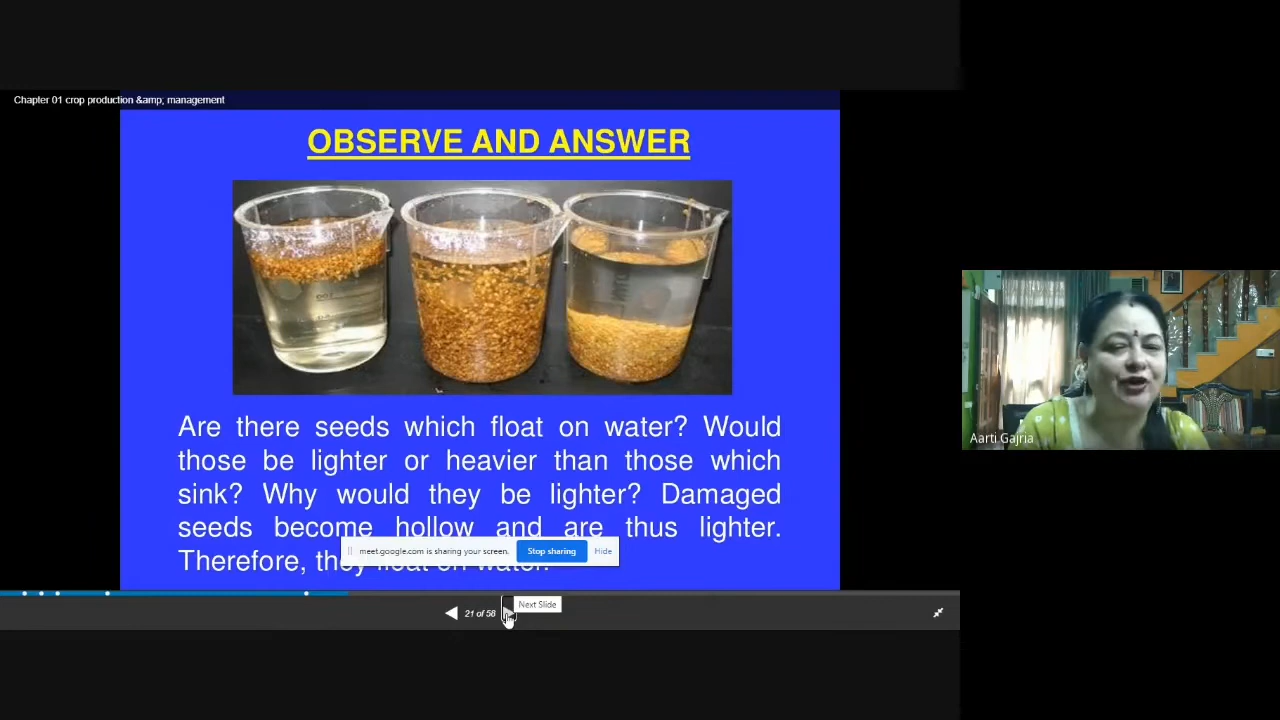 Chapter 01 crop production &amp; management
OBSERVE AND ANSWER
Are there seeds which float on water? Would
those be lighter or heavier than those which
sink? Why would they be lighter? Damaged
seeds become hollow and are thus lighter.
Therefore, they float on water.
meet.google.com is sharing your screen. Stop sharing Hide
Next Slide
21 of 58
Aarti Gajria